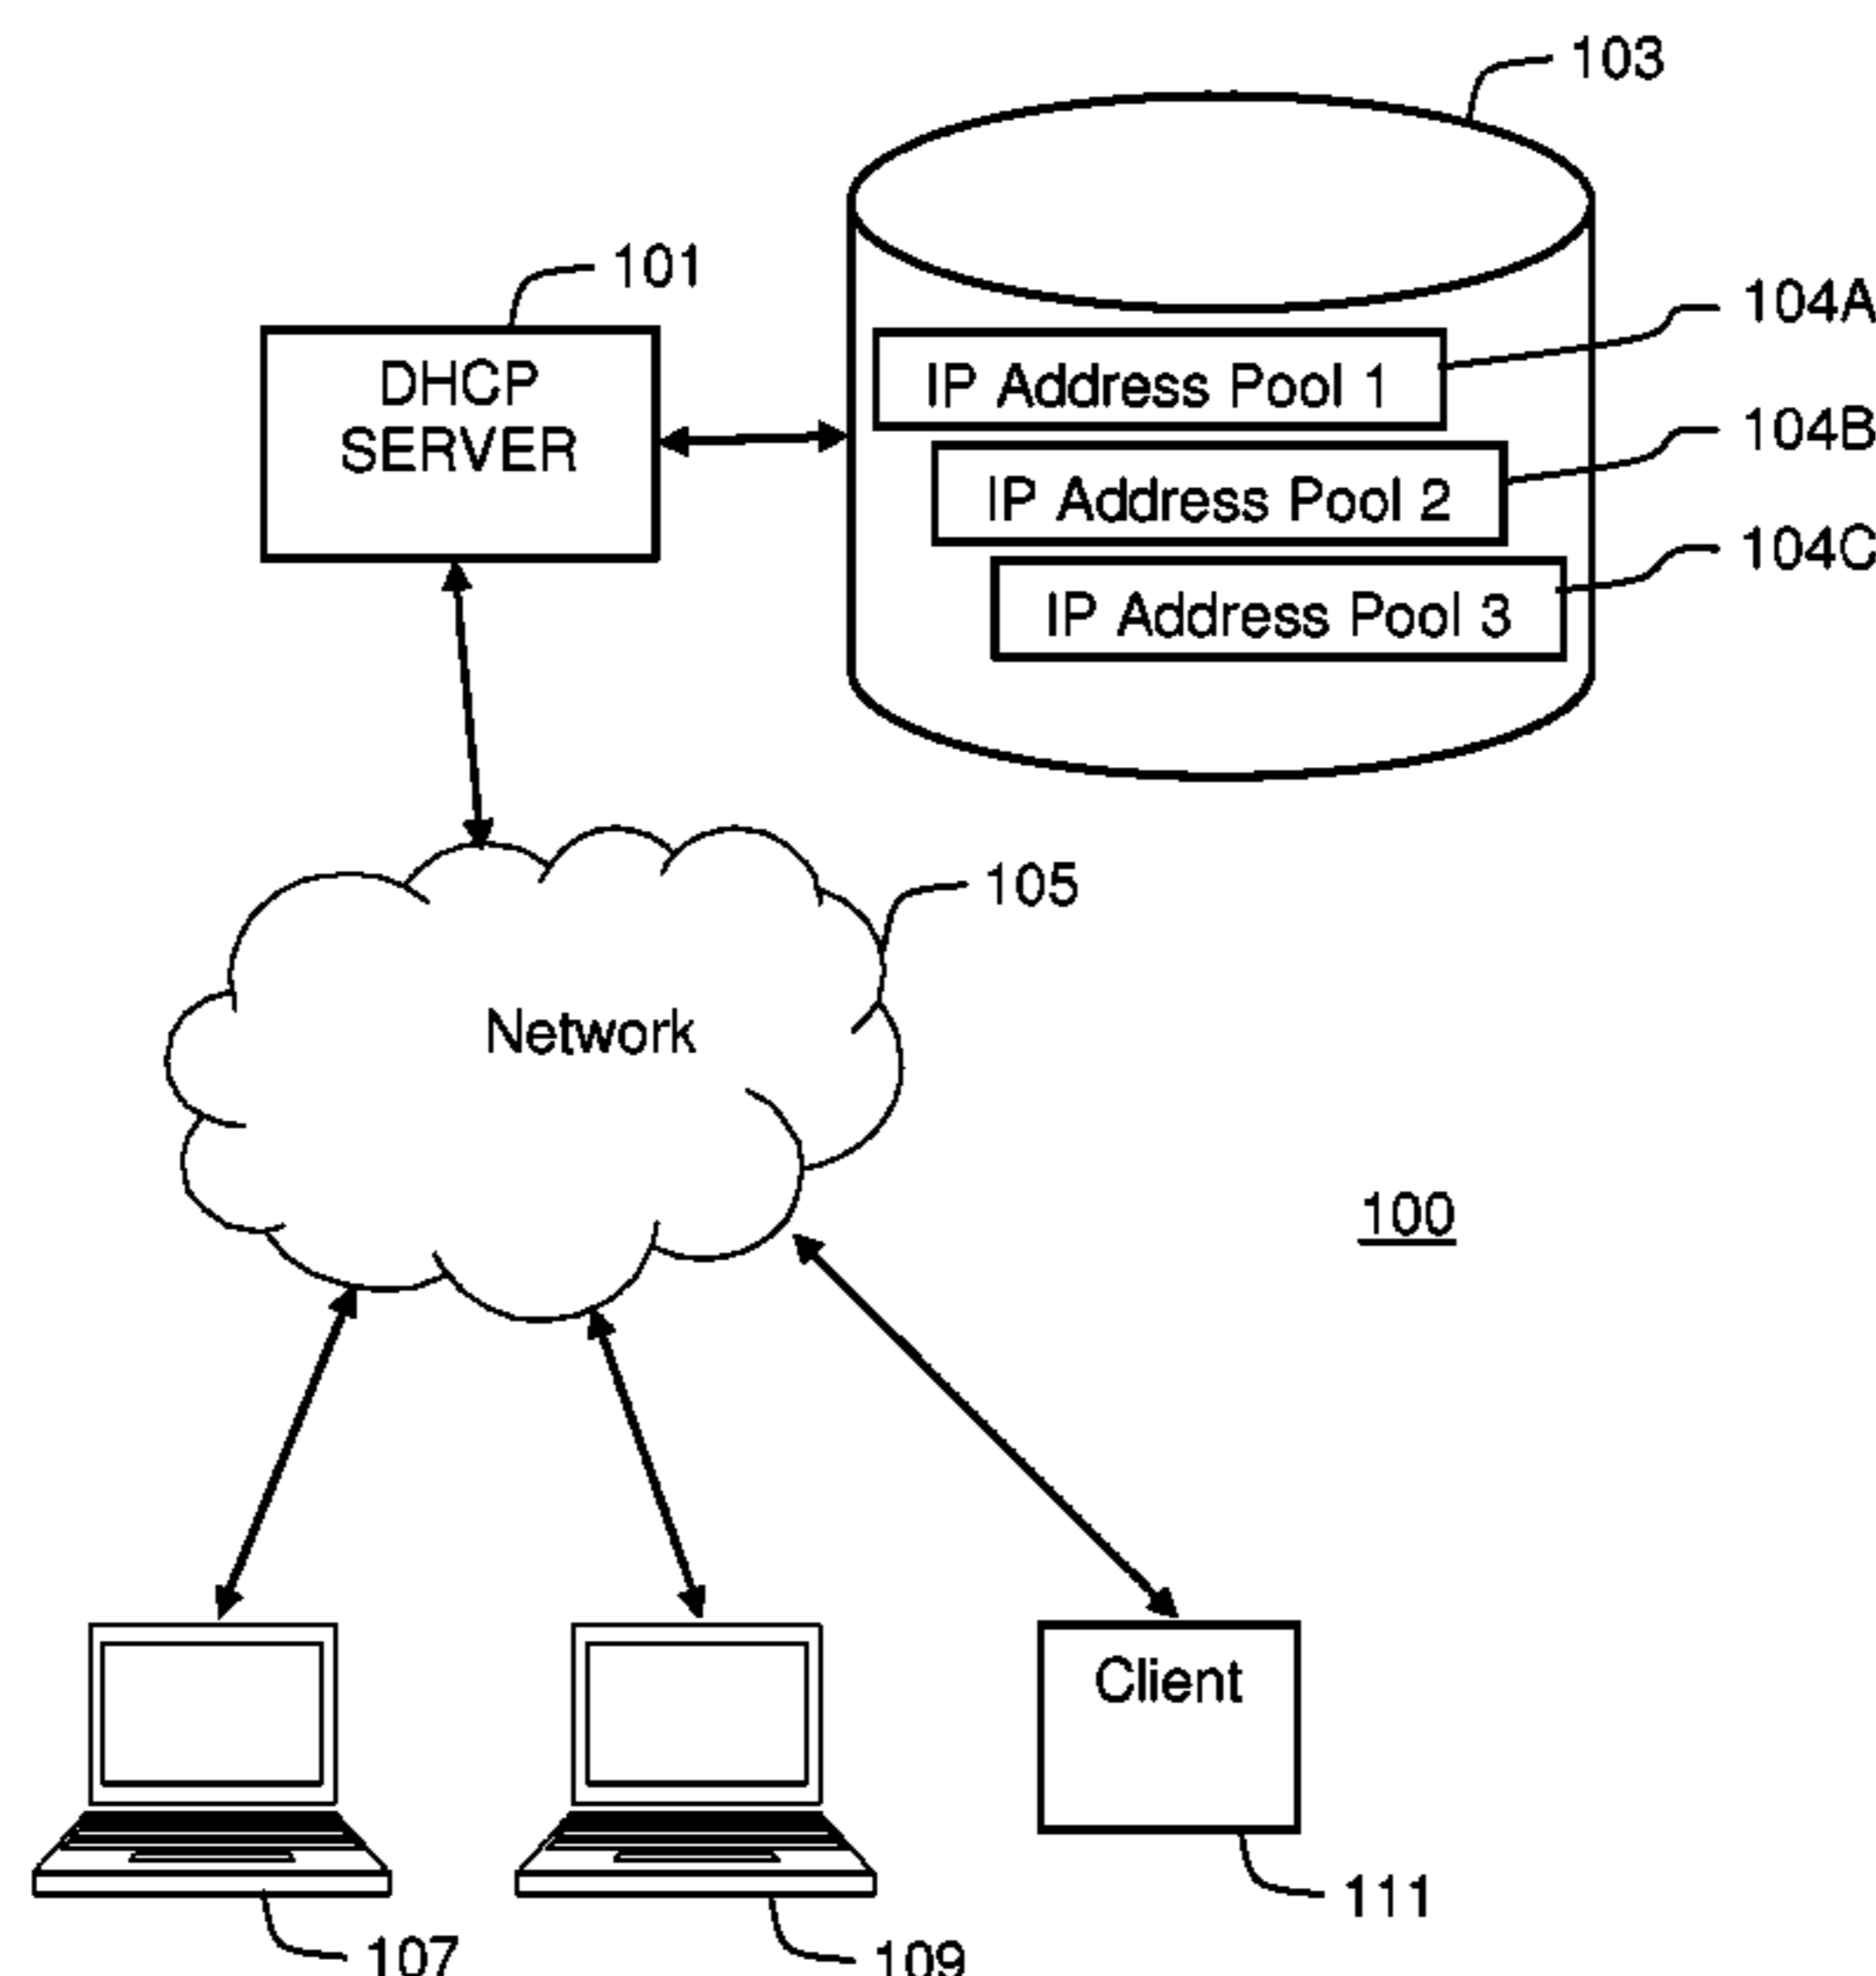 103
101
104A
DHCP
SERVER
IP Address Pool 1
104B
IP Address Pool 2
104C
IP Address Pool 3
105
Network
100
Client
111
107
109